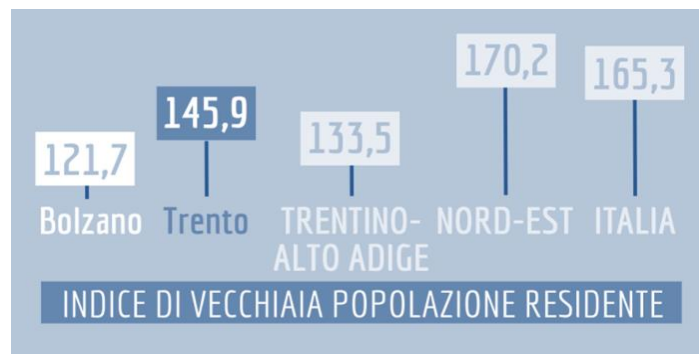 121,7
Bolzano
145,9
Trento
133,5
TRENTINO-
ALTO ADIGE
170,2
NORD-EST
165,3
ITALIA
INDICE DI VECCHIAIA POPOLAZIONE RESIDENTE